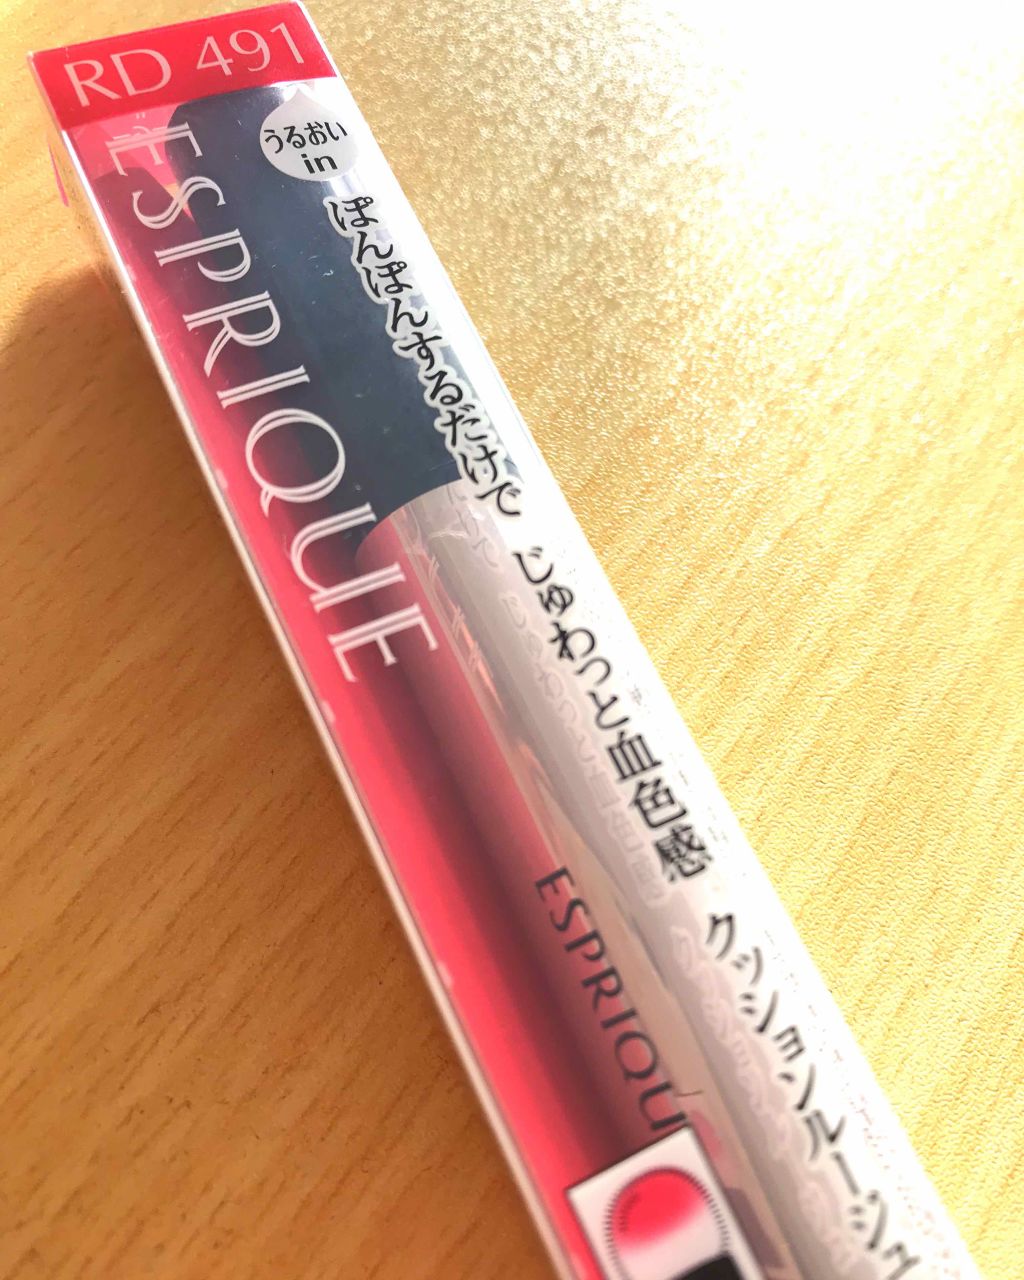 RD 491
ESPRIQUE
うるおい
in
ぽんぽんするだけで じゅわっと血色感 クッションルージュ
ESPRIQU